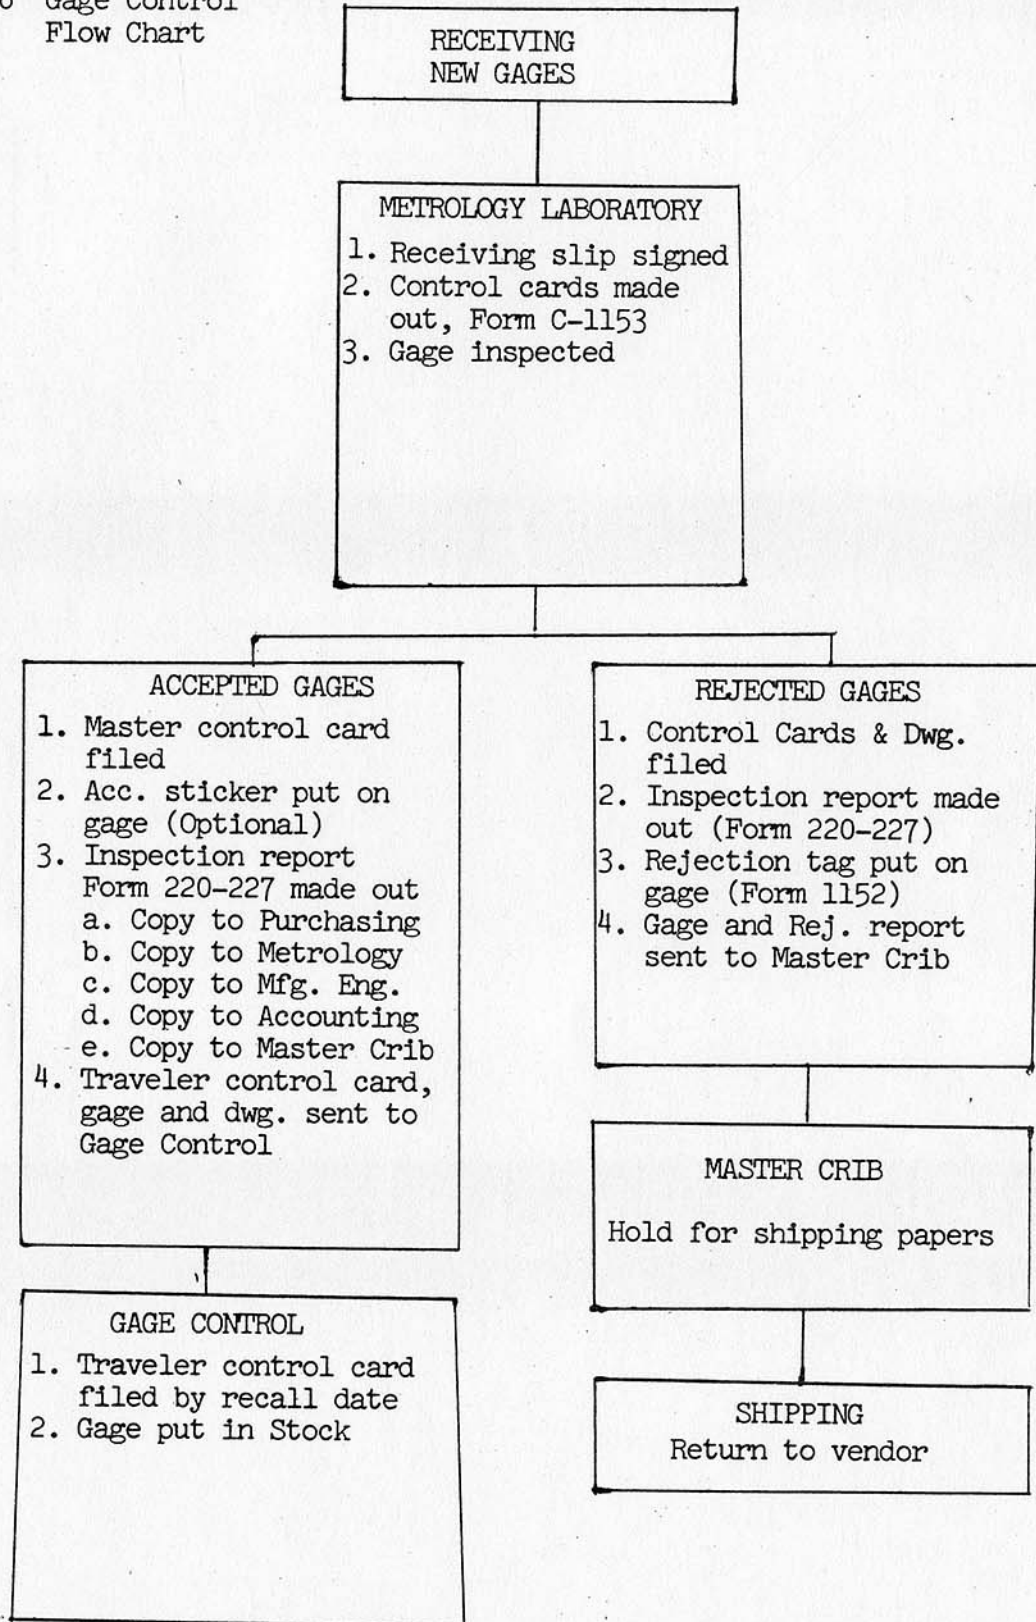 Gage Control
Flow Chart
RECEIVING
NEW GAGES
METROLOGY LABORATORY
1. Receiving slip signed
2. Control cards made
out, Form C-1153
3. Gage inspected
ACCEPTED GAGES
1. Master control card
filed
2. Acc. sticker put on
gage (Optional)
3. Inspection report
Form 220-227 made out
a. Copy to Purchasing
b. Copy to Metrology
c. Copy to Mfg. Eng.
d. Copy to Accounting
e. Copy to Master Crib
4. Traveler control card,
gage and dwg. sent to
Gage Control
GAGE CONTROL
1. Traveler control card
filed by recall date
2. Gage put in Stock
REJECTED GAGES
1. Control Cards & Dwg.
filed
2. Inspection report made
out (Form 220-227)
3. Rejection tag put on
gage (Form 1152)
4. Gage and Rej. report
sent to Master Crib
MASTER CRIB
Hold for shipping papers
SHIPPING
Return to vendor